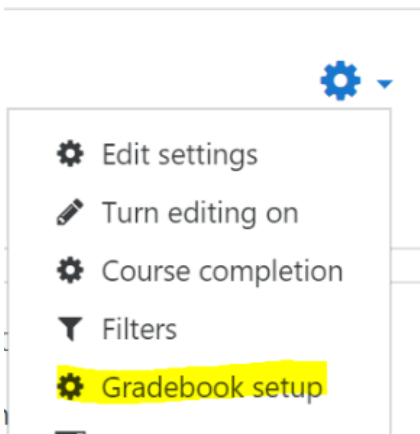 Edit settings
Turn editing on
Course completion
Filters
Gradebook setup